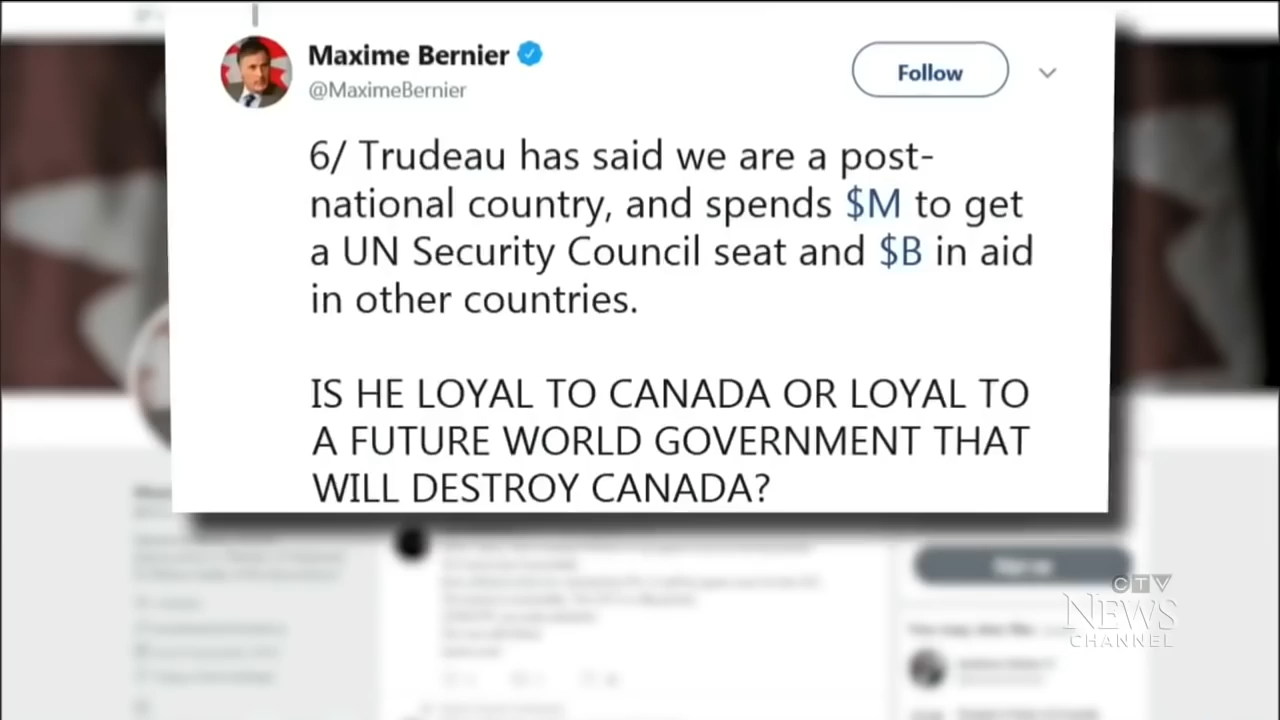 Maxime Bernier
@MaximeBernier
Follow
6/ Trudeau has said we are a post-
national country, and spends $M to get
a UN Security Council seat and $B in aid
in other countries.
IS HE LOYAL TO CANADA OR LOYAL TO
A FUTURE WORLD GOVERNMENT THAT
WILL DESTROY CANADA?
CTV
NEWS
CHANNEL